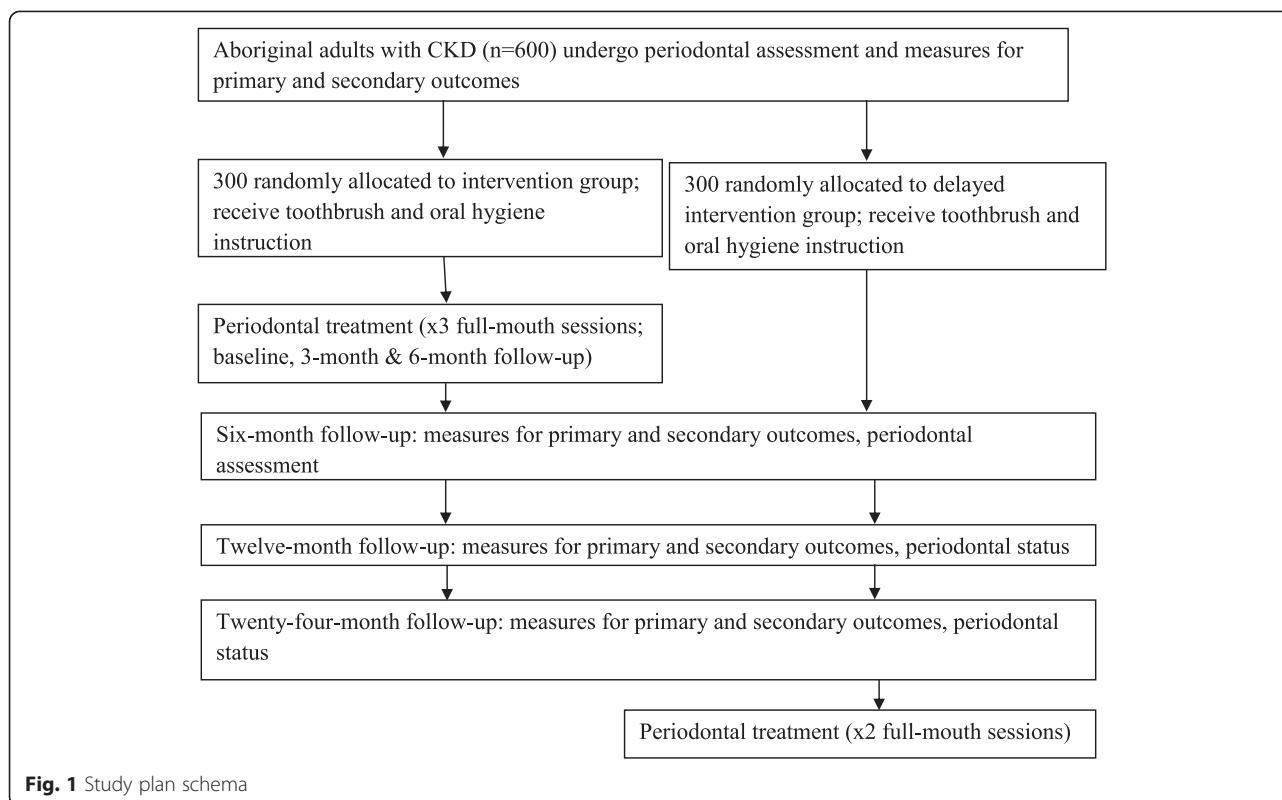 Aboriginal adults with CKD (n=600) undergo periodontal assessment and measures for
primary and secondary outcomes
300 randomly allocated to intervention group;
receive toothbrush and oral hygiene
instruction
300 randomly allocated to delayed
intervention group; receive toothbrush and
oral hygiene instruction
Periodontal treatment (x3 full-mouth sessions;
baseline, 3-month & 6-month follow-up)
Six-month follow-up: measures for primary and secondary outcomes, periodontal
assessment
Twelve-month follow-up: measures for primary and secondary outcomes, periodontal status
Twenty-four-month follow-up: measures for primary and secondary outcomes, periodontal
status
Periodontal treatment (x2 full-mouth sessions)
Fig. 1 Study plan schema